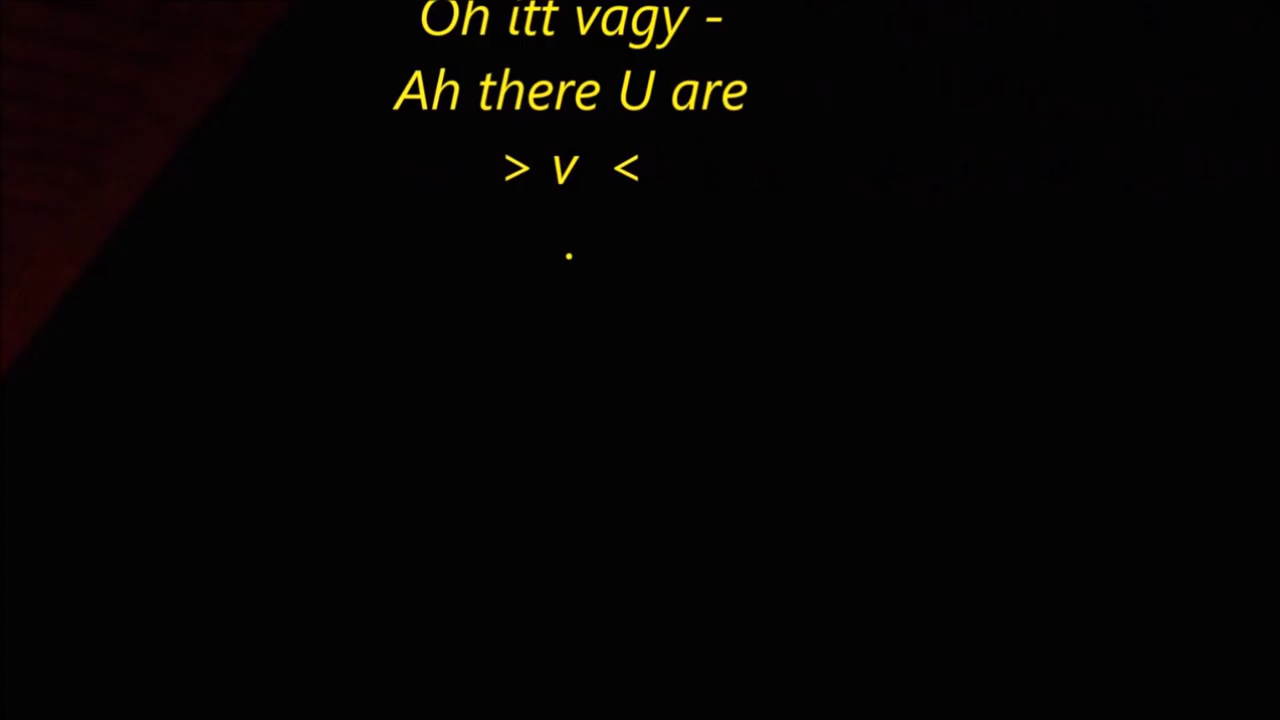 Oh itt vagy -
Ah there U are
> v <
.